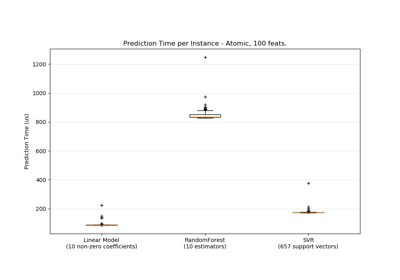 Prediction Time per Instance - Atomic, 100 feats.
1200
1000
800
600
400
200
Prediction Time (us)
Linear Model
(10 non-zero coefficients)
RandomForest
(10 estimators)
SVR
(657 support vectors)